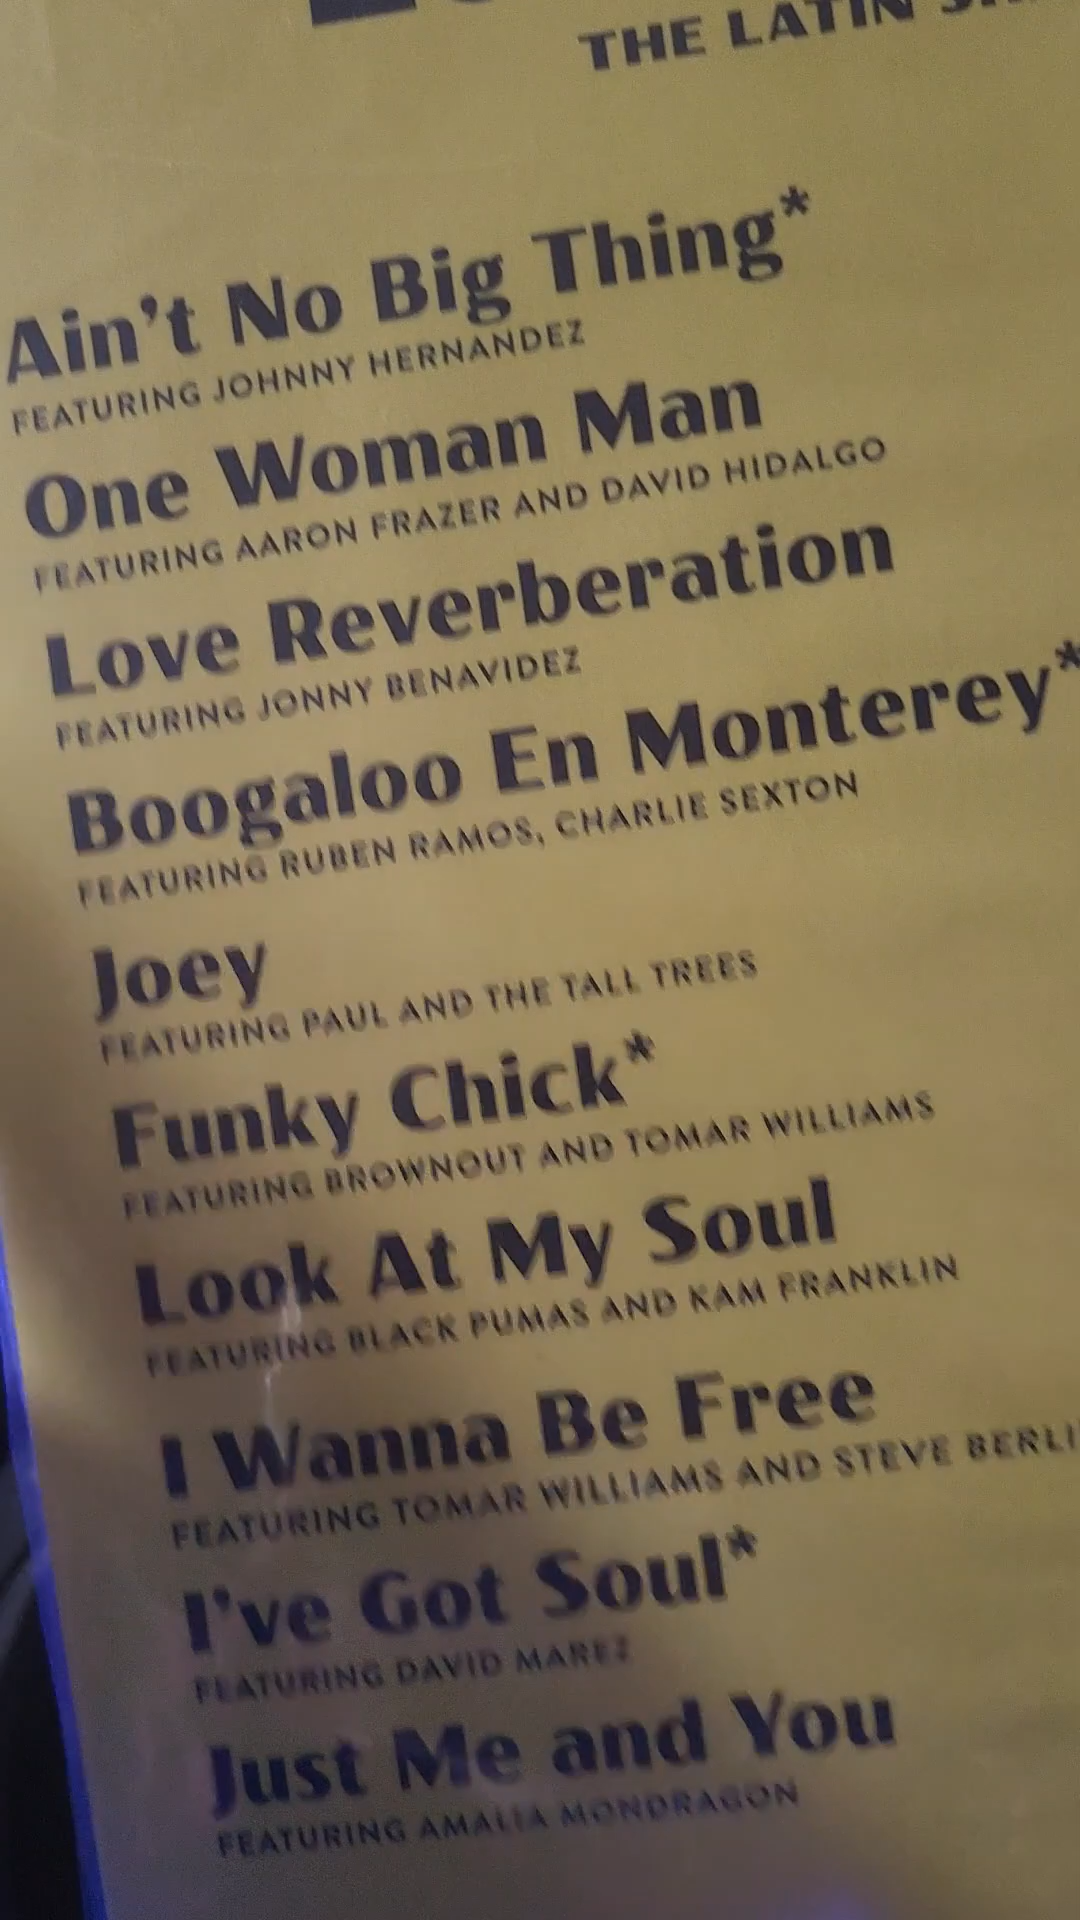 THE LATIN
Ain't No Big Thing*
FEATURING JOHNNY HERNANDEZ
One Woman Man
FEATURING AARON FRAZER AND DAVID HIDALGO
Love Reverberation
FEATURING JONNY BENAVIDEZ
Boogaloo En Monterey*
FEATURING RUBEN RAMOS, CHARLIE SEXTON
Joey
FEATURING PAUL AND THE TALL TREES
Funky Chick*
FEATURING BROWNOUT AND TOMAR WILLIAMS
Look At My Soul
FEATURING BLACK PUMAS AND KAM FRANKLIN
I Wanna Be Free
FEATURING TOMAR WILLIAMS AND STEVE BERLI
I've Got Soul*
FEATURING DAVID MAREZ
Just Me and You
FEATURING AMALIA MONDRAGON